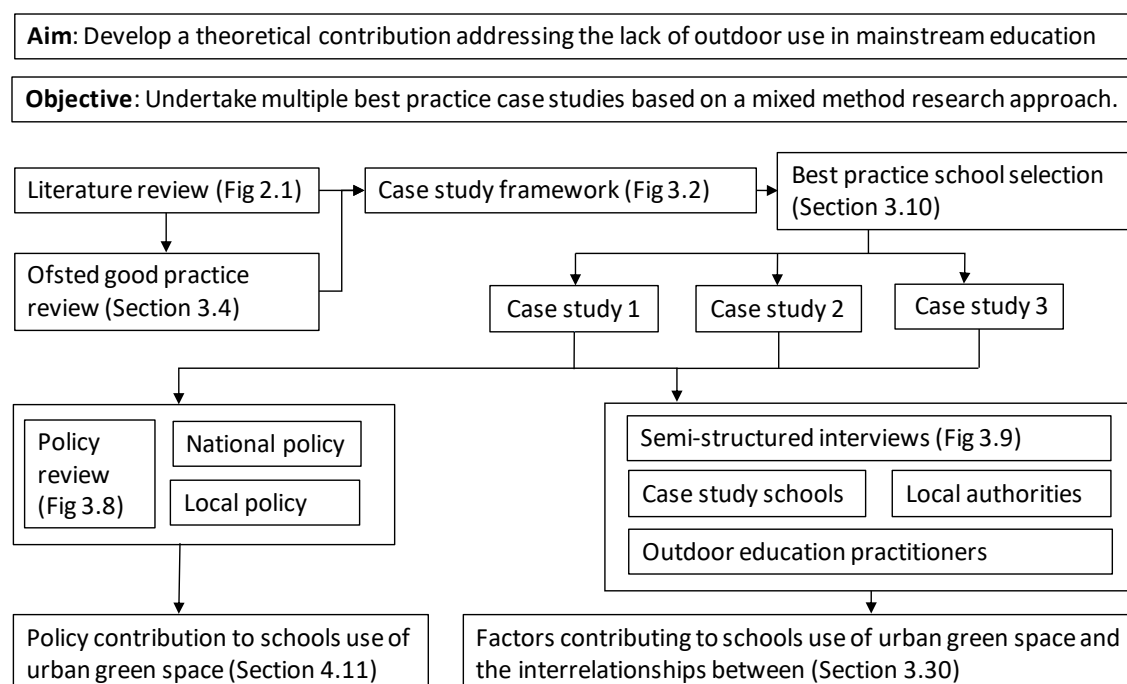 Aim: Develop a theoretical contribution addressing the lack of outdoor use in mainstream education
Objective: Undertake multiple best practice case studies based on a mixed method research approach.
Literature review (Fig 2.1)
Case study framework (Fig 3.2)
Best practice school selection
(Section 3.10)
Ofsted good practice
review (Section 3.4)
Case study 1
Case study 2
Case study 3
Policy
review
(Fig 3.8)
National policy
Local policy
Semi-structured interviews (Fig 3.9)
Case study schools
Local authorities
Outdoor education practitioners
Policy contribution to schools use of
urban green space (Section 4.11)
Factors contributing to schools use of urban green space and
the interrelationships between (Section 3.30)